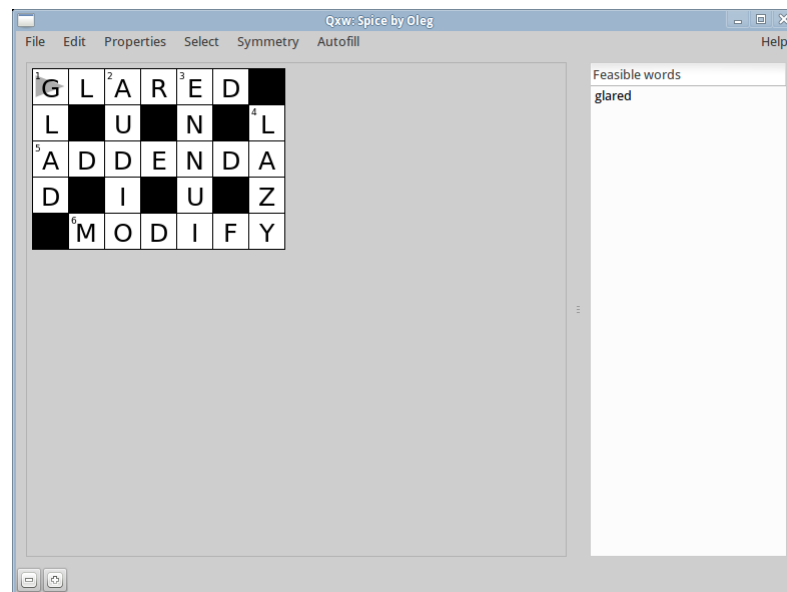 Qxw: Spice by Oleg
File Edit Properties Select Symmetry Autofill Help
Feasible words
glared
1 G L 2 A R 3 E D
L U N 4 L
5 A D D E N D A
D I U Z
6 M O D I F Y